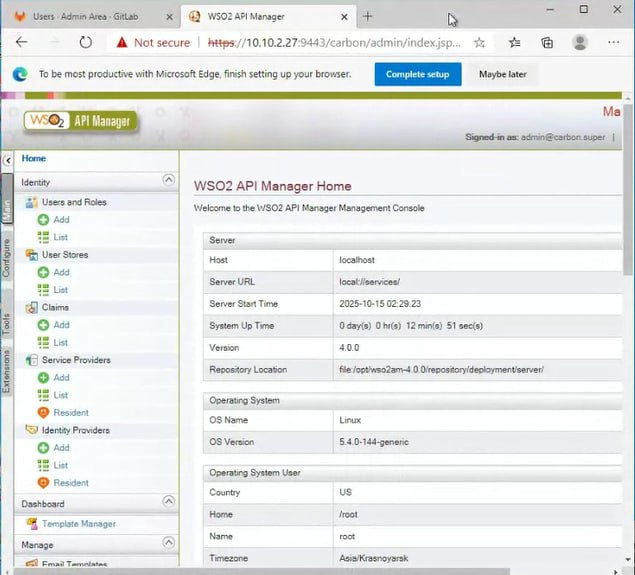 Users · Admin Area · GitLab
WSO2 API Manager
Not secure | https://10.10.2.27:9443/carbon/admin/index.jsp...
To be most productive with Microsoft Edge, finish setting up your browser.
Complete setup
Maybe later
WSO2 API Manager
Ma
Signed-in as: admin@carbon.super |
Main
Configure
Tools
Extensions
Home
Identity
Users and Roles
Add
List
User Stores
Add
List
Claims
Add
List
Service Providers
Add
List
Resident
Identity Providers
Add
List
Resident
Dashboard
Template Manager
Manage
Email Templates
WSO2 API Manager Home
Welcome to the WSO2 API Manager Management Console
Server
Host localhost
Server URL local://services/
Server Start Time 2025-10-15 02:29:23
System Up Time 0 day(s) 0 hr(s) 12 min(s) 51 sec(s)
Version 4.0.0
Repository Location file:/opt/wso2am-4.0.0/repository/deployment/server/
Operating System
OS Name Linux
OS Version 5.4.0-144-generic
Operating System User
Country US
Home /root
Name root
Timezone Asia/Krasnoyarsk